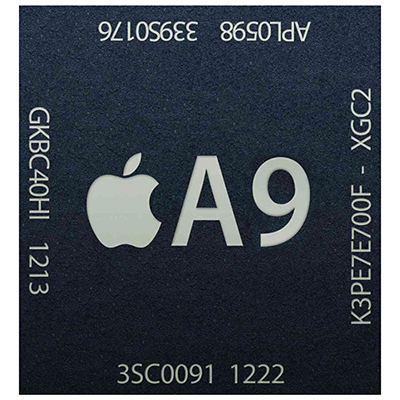 339S0176 APL0598
GKBC40HI 1213
A9
K3PE7E700F - XGC2
3SC0091 1222